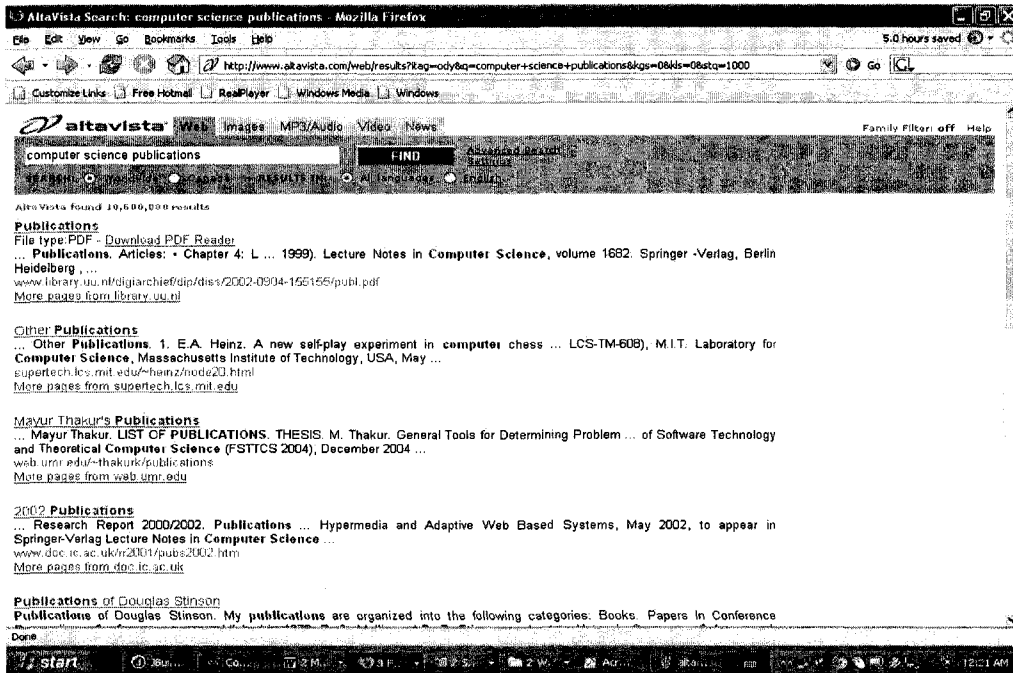 AltaVista Search: computer science publications - Mozilla Firefox
File Edit View Go Bookmarks Tools Help
5.0 hours saved
http://www.altavista.com/web/results?itag=ody&q=computer+science+publications&kgs=0&kls=0&stq=1000
Go
Customize Links Free Hotmail RealPlayer Windows Media Windows
altavista Web Images MP3/Audio Video News
Family Filter: off Help
computer science publications
FIND
Advanced Search
Settings
SEARCH: Worldwide Canada RESULTS IN: All languages English
AltaVista found 10,600,000 results
Publications
File type:PDF - Download PDF Reader
... Publications. Articles: • Chapter 4: L ... 1999). Lecture Notes in Computer Science, volume 1682. Springer -Verlag, Berlin
Heidelberg , ...
www.library.uu.nl/digiarchief/dip/diss/2002-0904-155155/publ.pdf
More pages from library.uu.nl
Other Publications
... Other Publications. 1. E.A. Heinz. A new self-play experiment in computer chess ... LCS-TM-608), M.I.T. Laboratory for
Computer Science, Massachusetts Institute of Technology, USA, May ...
supertech.lcs.mit.edu/~heinz/node20.html
More pages from supertech.lcs.mit.edu
Mayur Thakur's Publications
... Mayur Thakur. LIST OF PUBLICATIONS. THESIS. M. Thakur. General Tools for Determining Problem ... of Software Technology
and Theoretical Computer Science (FSTTCS 2004), December 2004 ...
web.umr.edu/~thakurk/publications
More pages from web.umr.edu
2002 Publications
... Research Report 2000/2002. Publications ... Hypermedia and Adaptive Web Based Systems, May 2002, to appear in
Springer-Verlag Lecture Notes in Computer Science ...
www.doc.ic.ac.uk/rr2001/pubs2002.htm
More pages from doc.ic.ac.uk
Publications of Douglas Stinson
Publications of Douglas Stinson. My publications are organized into the following categories: Books. Papers In Conference
Done
start Co... 2 M... 3 F... 2 S... 2 W... Acr... 12:21 AM